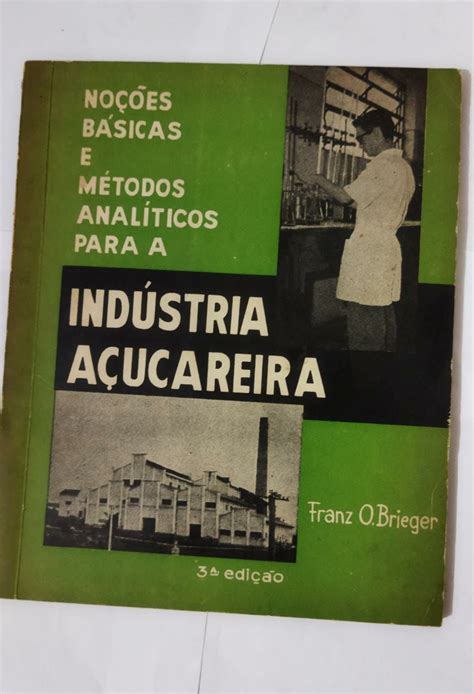 NOÇÕES
BÁSICAS
E
MÉTODOS
ANALÍTICOS
PARA A
INDÚSTRIA
AÇUCAREIRA
Franz O. Brieger
3ª edição